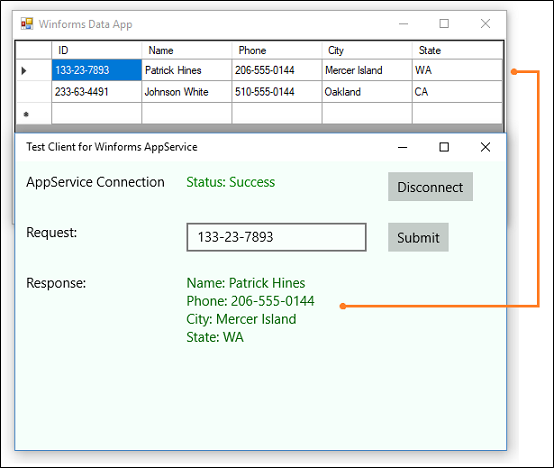 Winforms Data App
ID Name Phone City State
133-23-7893 Patrick Hines 206-555-0144 Mercer Island WA
233-63-4491 Johnson White 510-555-0144 Oakland CA
Test Client for Winforms AppService
AppService Connection Status: Success Disconnect
Request: 133-23-7893 Submit
Response: Name: Patrick Hines
Phone: 206-555-0144
City: Mercer Island
State: WA